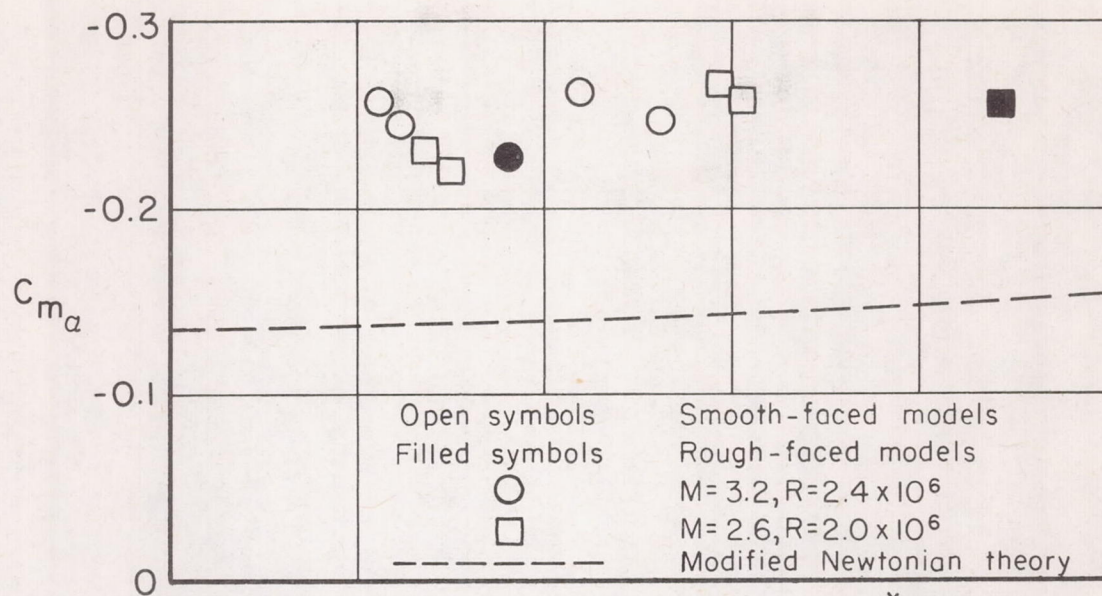 -0.3
-0.2
Cmα
-0.1
Open symbols Smooth-faced models
Filled symbols Rough-faced models
M=3.2, R=2.4 x 10⁶
M=2.6, R=2.0 x 10⁶
Modified Newtonian theory
0